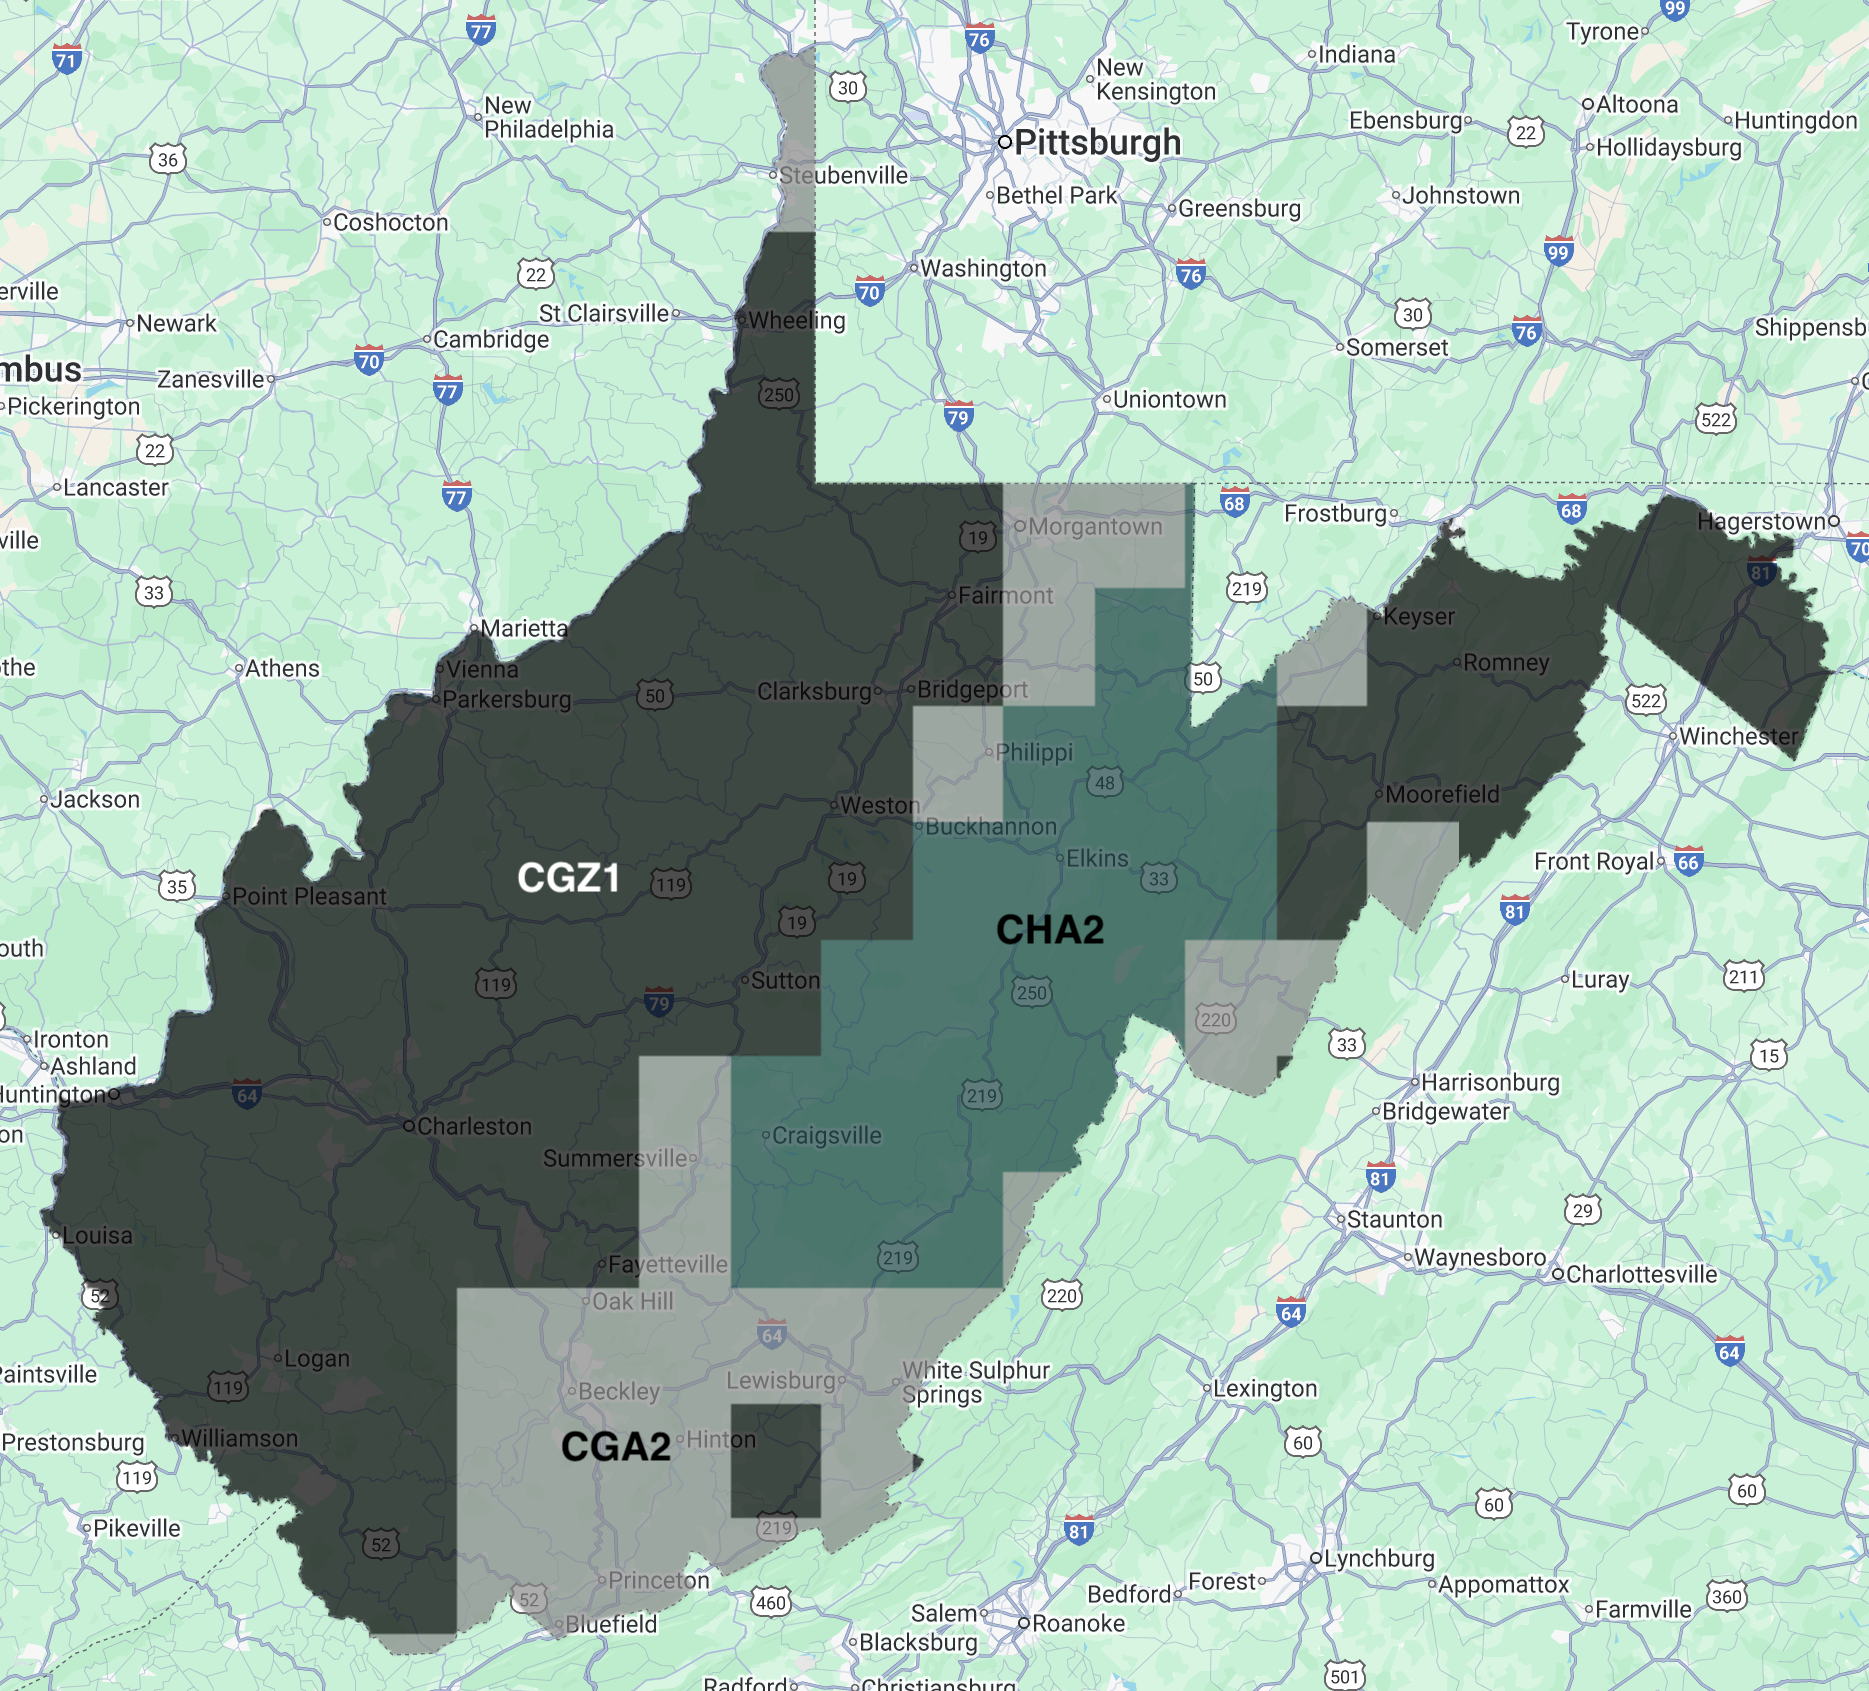 77
76
99
71
Tyrone
Indiana
30
New
Kensington
New
Philadelphia
Altoona
Ebensburg
22
Huntingdon
36
Pittsburgh
Hollidaysburg
Steubenville
Bethel Park
Johnstown
Greensburg
Coshocton
99
22
Washington
76
erville
70
St Clairsville
Wheeling
30
Newark
Cambridge
76
Shippensb
Somerset
mbus
70
Zanesville
77
250
Pickerington
79
Uniontown
522
22
Lancaster
77
68
68
Frostburg
Hagerstown
Morgantown
19
ville
70
81
33
Fairmont
219
Keyser
Marietta
othe
Athens
Vienna
Parkersburg
50
Clarksburg
Bridgeport
50
Romney
522
Winchester
Philippi
48
Jackson
Weston
Moorefield
Buckhannon
Elkins
Front Royal
66
CGZ1
119
19
33
35
Point Pleasant
81
19
CHA2
outh
119
79
Sutton
250
Luray
211
220
33
Ironton
15
Ashland
Huntington
64
219
Harrisonburg
Bridgewater
on
Charleston
Craigsville
Summersville
81
Louisa
Staunton
29
219
Waynesboro
Fayetteville
Charlottesville
52
Oak Hill
220
64
64
64
Logan
Paintsville
119
Beckley
Lewisburg
White Sulphur
Springs
Lexington
Williamson
CGA2
Hinton
Prestonsburg
60
119
60
60
Pikeville
219
81
52
Lynchburg
Princeton
Forest
Appomattox
Bedford
52
460
360
Salem
Farmville
Bluefield
Roanoke
Blacksburg
501
Radford
Christiansburg